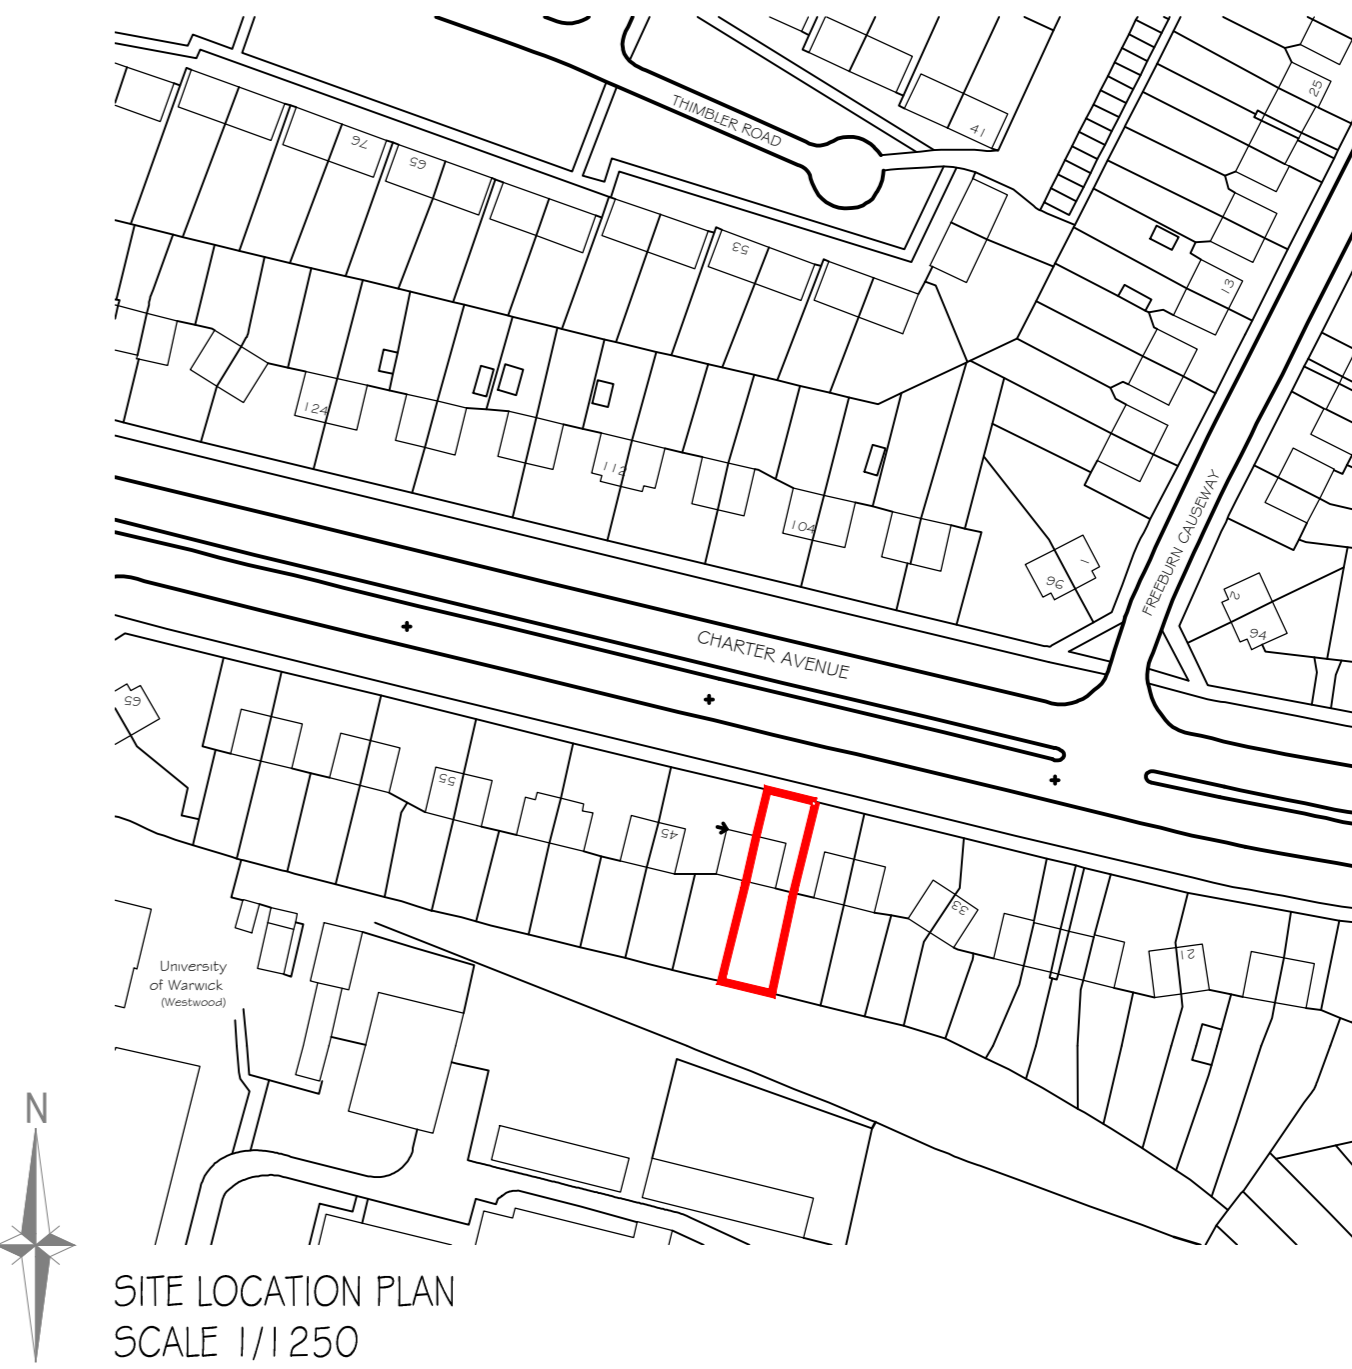 25
41
THIMBLER ROAD
76
65
53
13
124
112
104
FREEBURN CAUSEWAY
1
96
2
94
CHARTER AVENUE
65
55
45
33
21
University
of Warwick
(Westwood)
N
SITE LOCATION PLAN
SCALE 1/1250